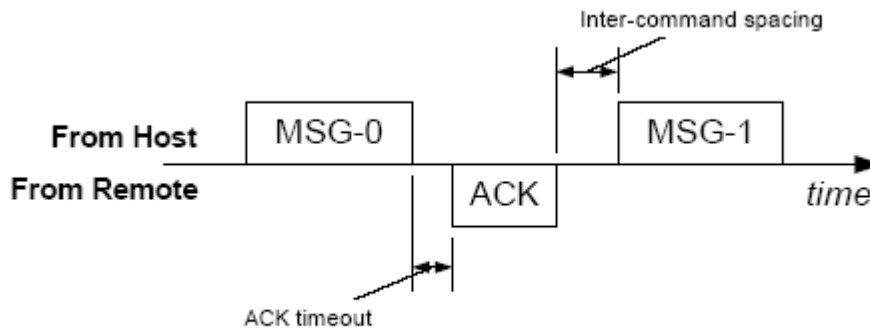 Inter-command spacing
From Host
MSG-0
MSG-1
From Remote
ACK
time
ACK timeout